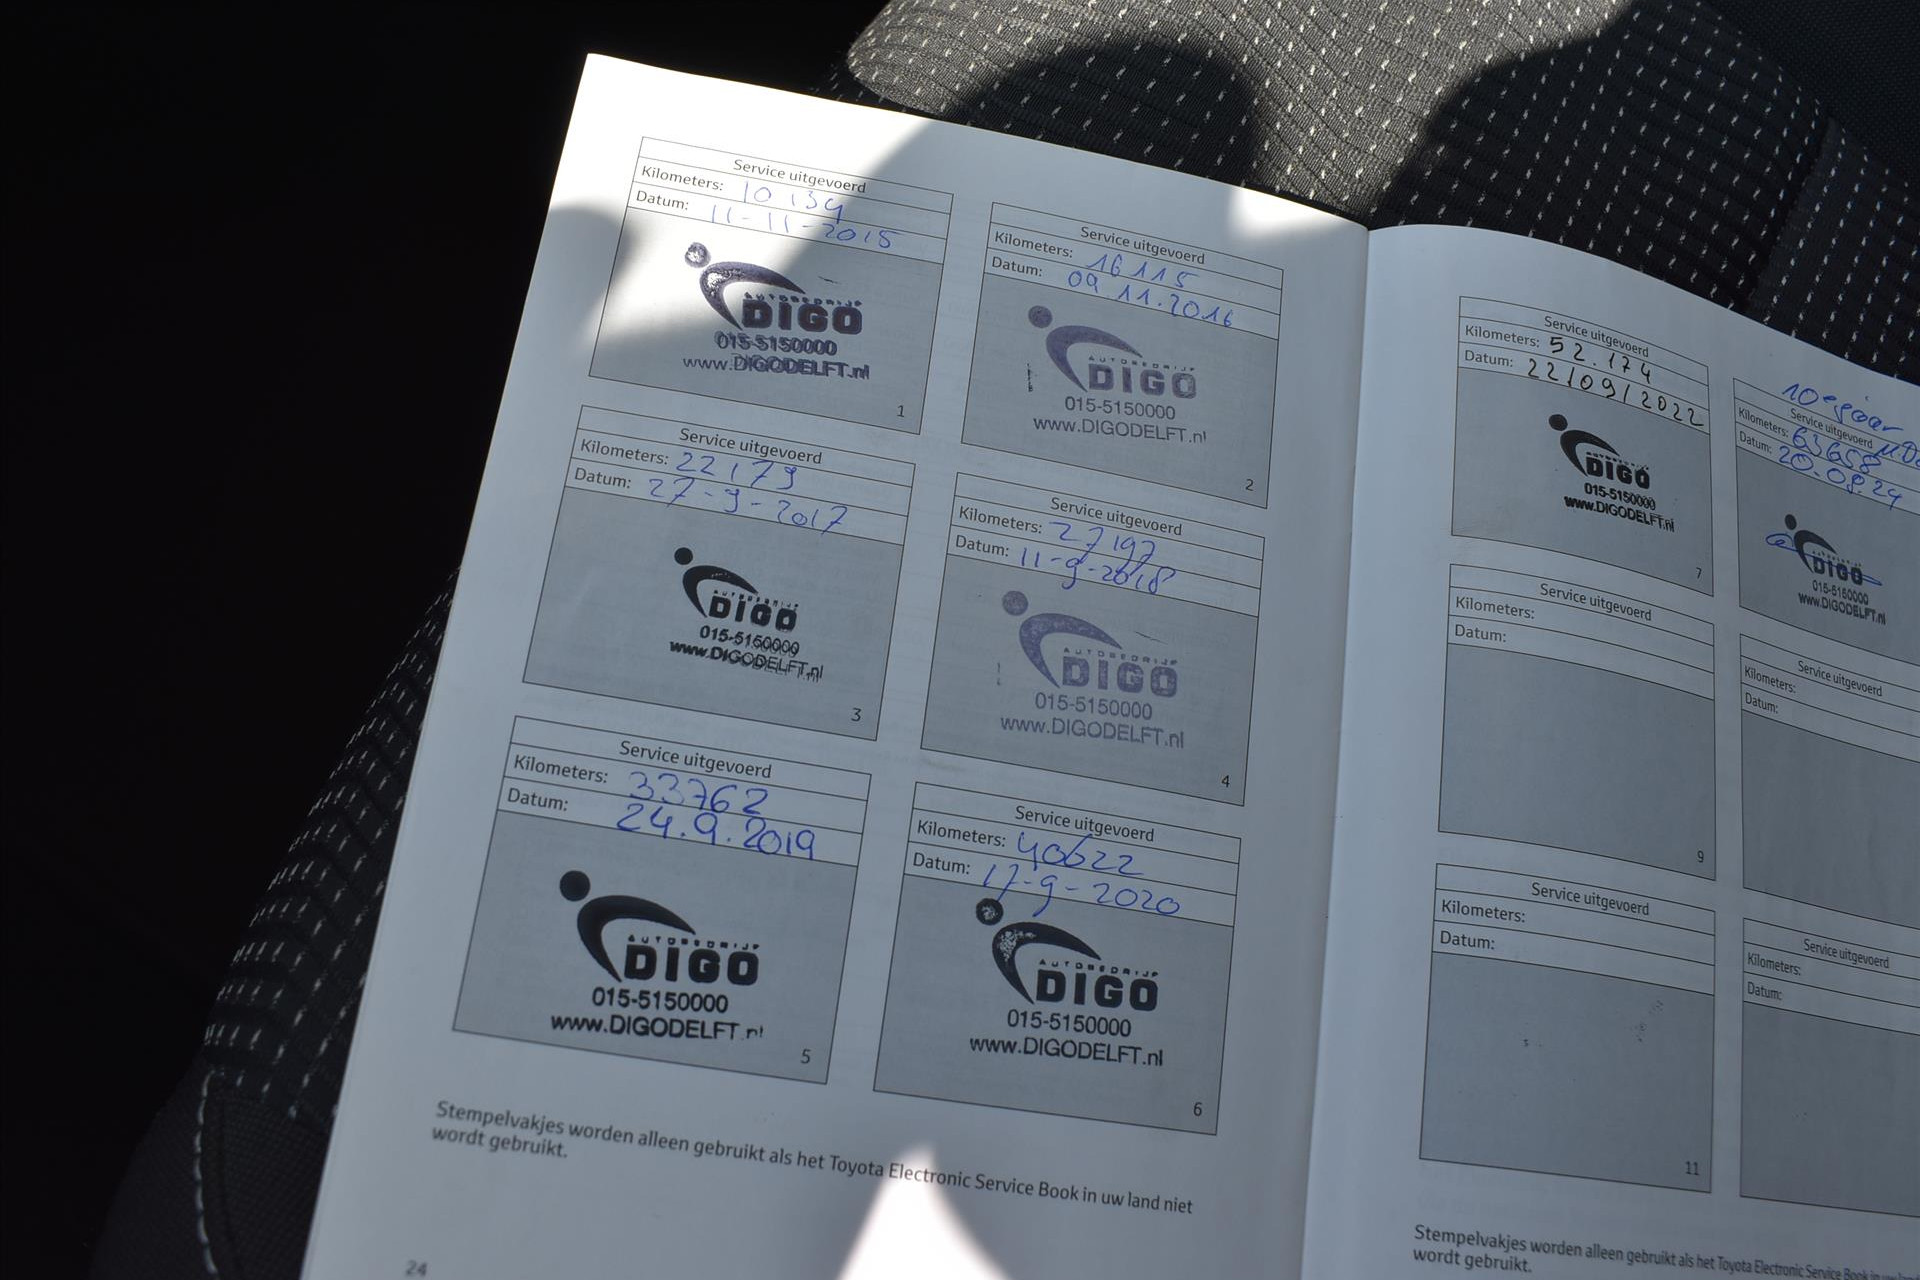 Service uitgevoerd
Kilometers: 10139
Datum: 11-11-2015
AUTOBEDRIJF
DIGO
015-5150000
www.DIGODELFT.nl
1
Service uitgevoerd
Kilometers: 16115
Datum: 09.11.2016
AUTOBEDRIJF
DIGO
015-5150000
www.DIGODELFT.nl
2
Service uitgevoerd
Kilometers: 22179
Datum: 27-9-2017
AUTOBEDRIJF
DIGO
015-5150000
www.DIGODELFT.nl
3
Service uitgevoerd
Kilometers: 27197
Datum: 11-9-2018
AUTOBEDRIJF
DIGO
015-5150000
www.DIGODELFT.nl
4
Service uitgevoerd
Kilometers: 33762
Datum: 24.9.2019
AUTOBEDRIJF
DIGO
015-5150000
www.DIGODELFT.nl
5
Service uitgevoerd
Kilometers: 40622
Datum: 17-9-2020
AUTOBEDRIJF
DIGO
015-5150000
www.DIGODELFT.nl
6
Stempelvakjes worden alleen gebruikt als het Toyota Electronic Service Book in uw land niet
wordt gebruikt.
24
Service uitgevoerd
Kilometers: 52.174
Datum: 22/09/2022
AUTOBEDRIJF
DIGO
015-5150000
www.DIGODELFT.nl
7
Service uitgevoerd
Kilometers: 63658
Datum: 20.08.24
AUTOBEDRIJF
DIGO
015-5150000
www.DIGODELFT.nl
Service uitgevoerd
Kilometers:
Datum:
9
Service uitgevoerd
Kilometers:
Datum:
Service uitgevoerd
Kilometers:
Datum:
11
Service uitgevoerd
Kilometers:
Datum:
Stempelvakjes worden alleen gebruikt als het Toyota Electronic Service Book in uw land
wordt gebruikt.